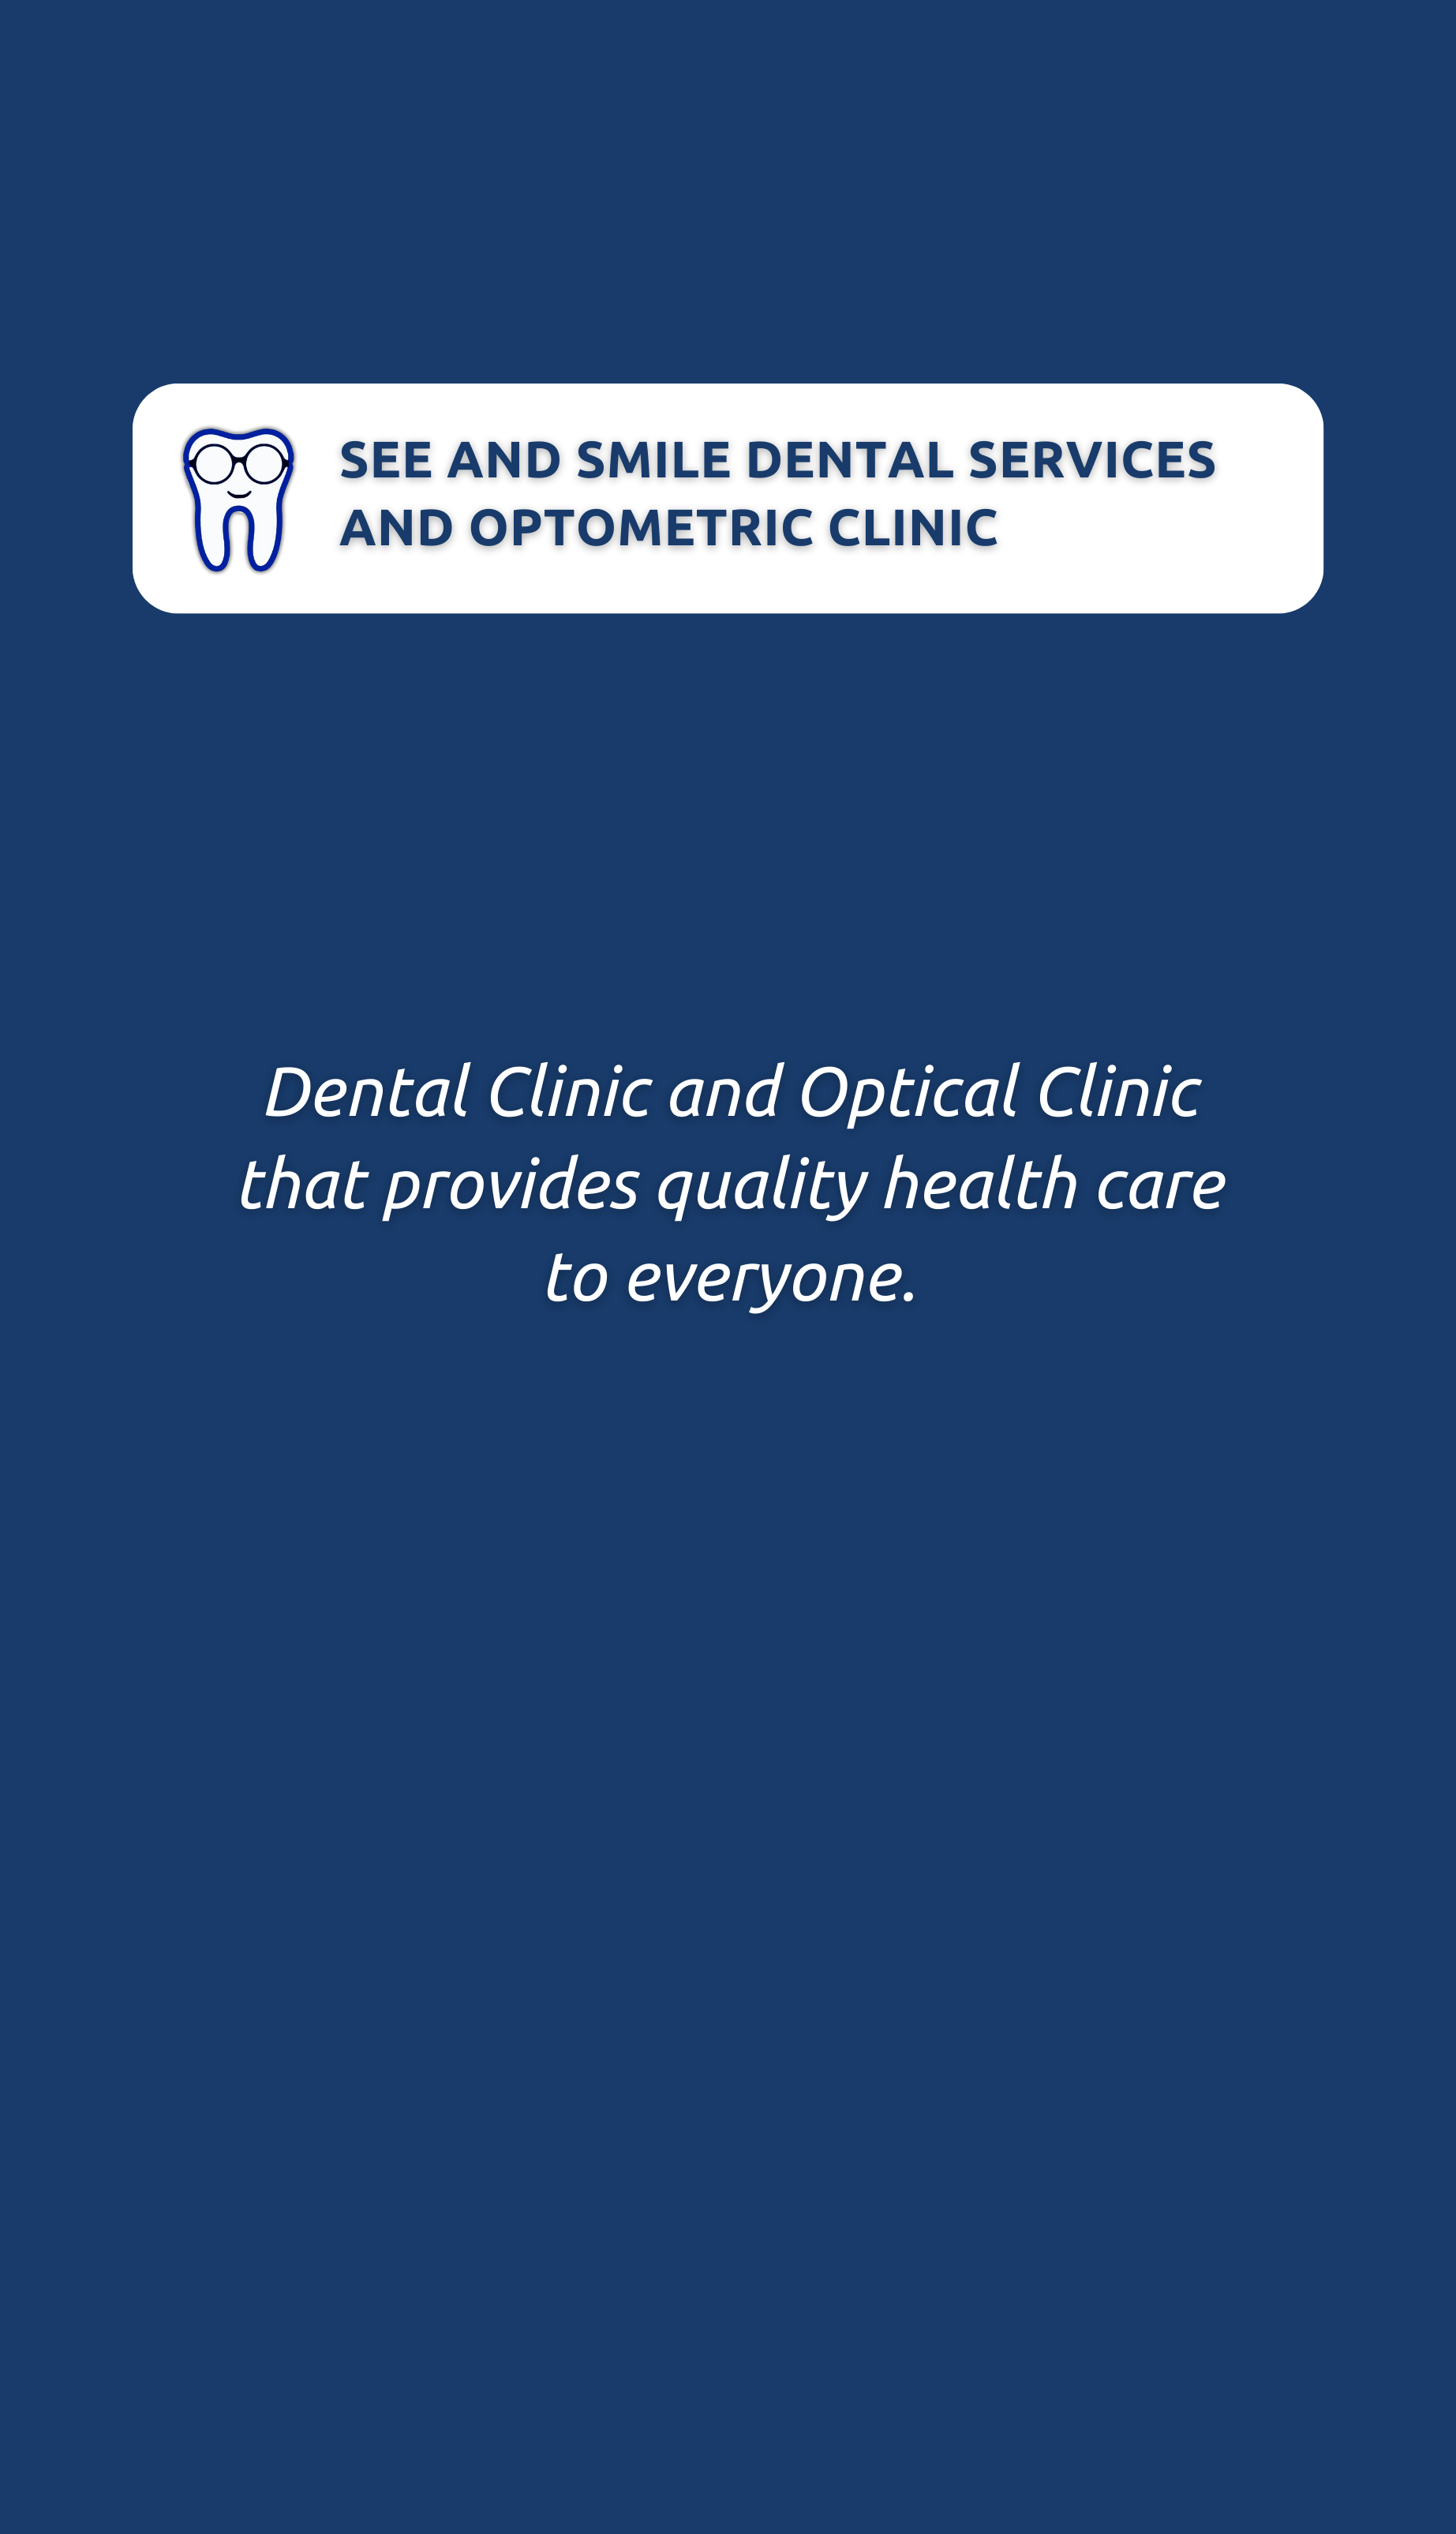 SEE AND SMILE DENTAL SERVICES
AND OPTOMETRIC CLINIC
Dental Clinic and Optical Clinic
that provides quality health care
to everyone.